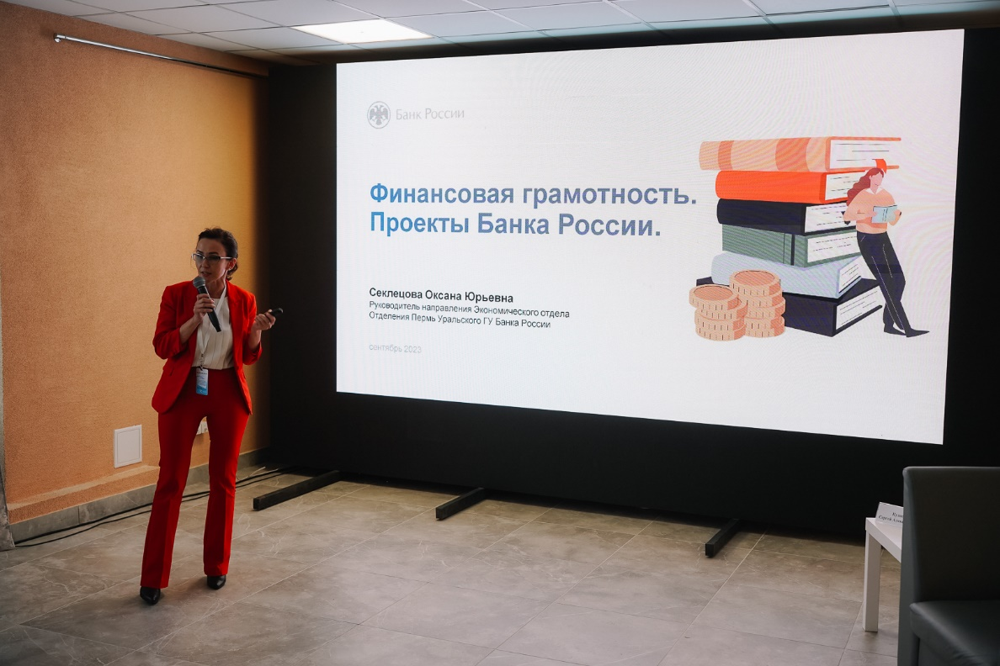 Банк России
Финансовая грамотность.
Проекты Банка России.
Секлецова Оксана Юрьевна
Руководитель направления Экономического отдела
Отделения Пермь Уральского ГУ Банка России
сентябрь 2023